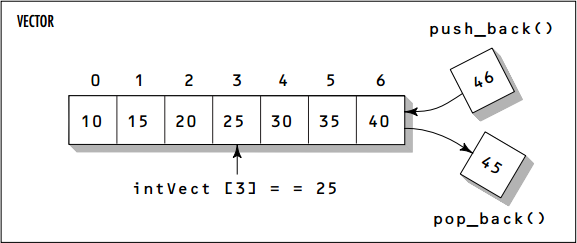 VECTOR
push_back()
46
0 1 2 3 4 5 6
10 15 20 25 30 35 40
45
intVect [3] = = 25
pop_back()